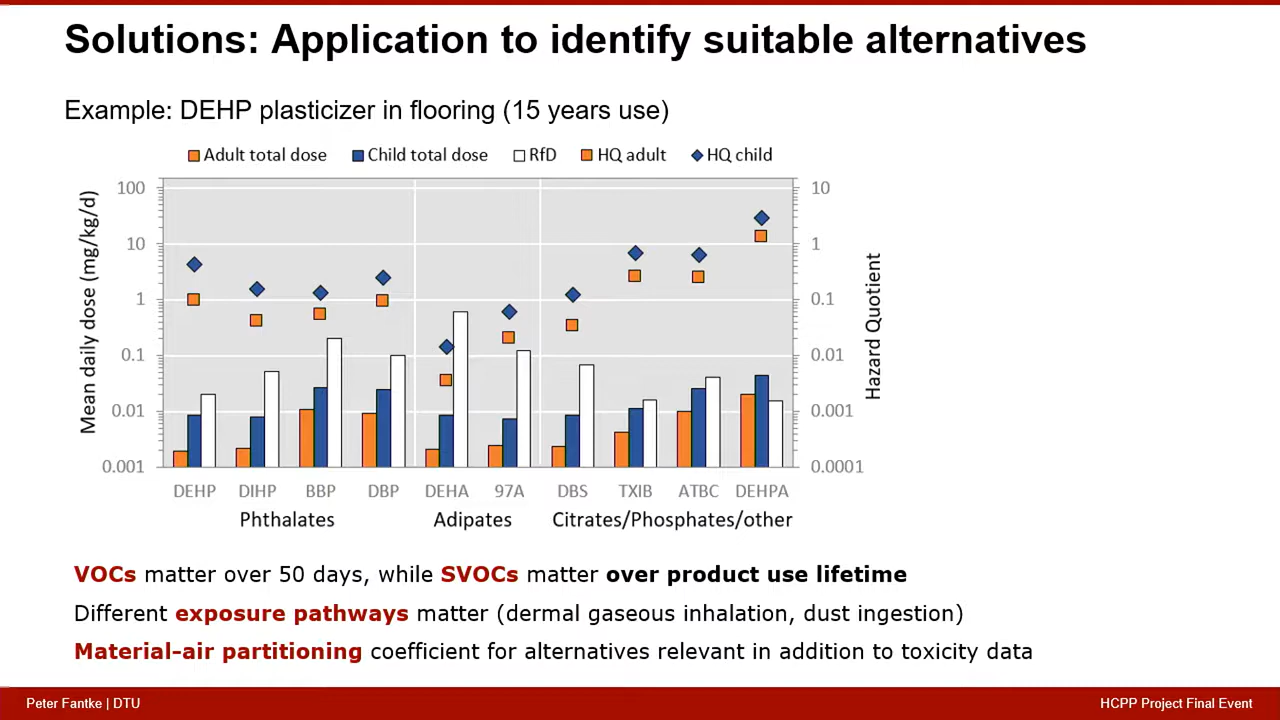 Solutions: Application to identify suitable alternatives
Example: DEHP plasticizer in flooring (15 years use)
Adult total dose Child total dose RfD HQ adult HQ child
Mean daily dose (mg/kg/d)
100
10
1
0.1
0.01
0.001
10
1
0.1
0.01
0.001
0.0001
Hazard Quotient
DEHP DIHP BBP DBP DEHA 97A DBS TXIB ATBC DEHPA
Phthalates Adipates Citrates/Phosphates/other
VOCs matter over 50 days, while SVOCs matter over product use lifetime
Different exposure pathways matter (dermal gaseous inhalation, dust ingestion)
Material–air partitioning coefficient for alternatives relevant in addition to toxicity data
Peter Fantke | DTU
HCPP Project Final Event